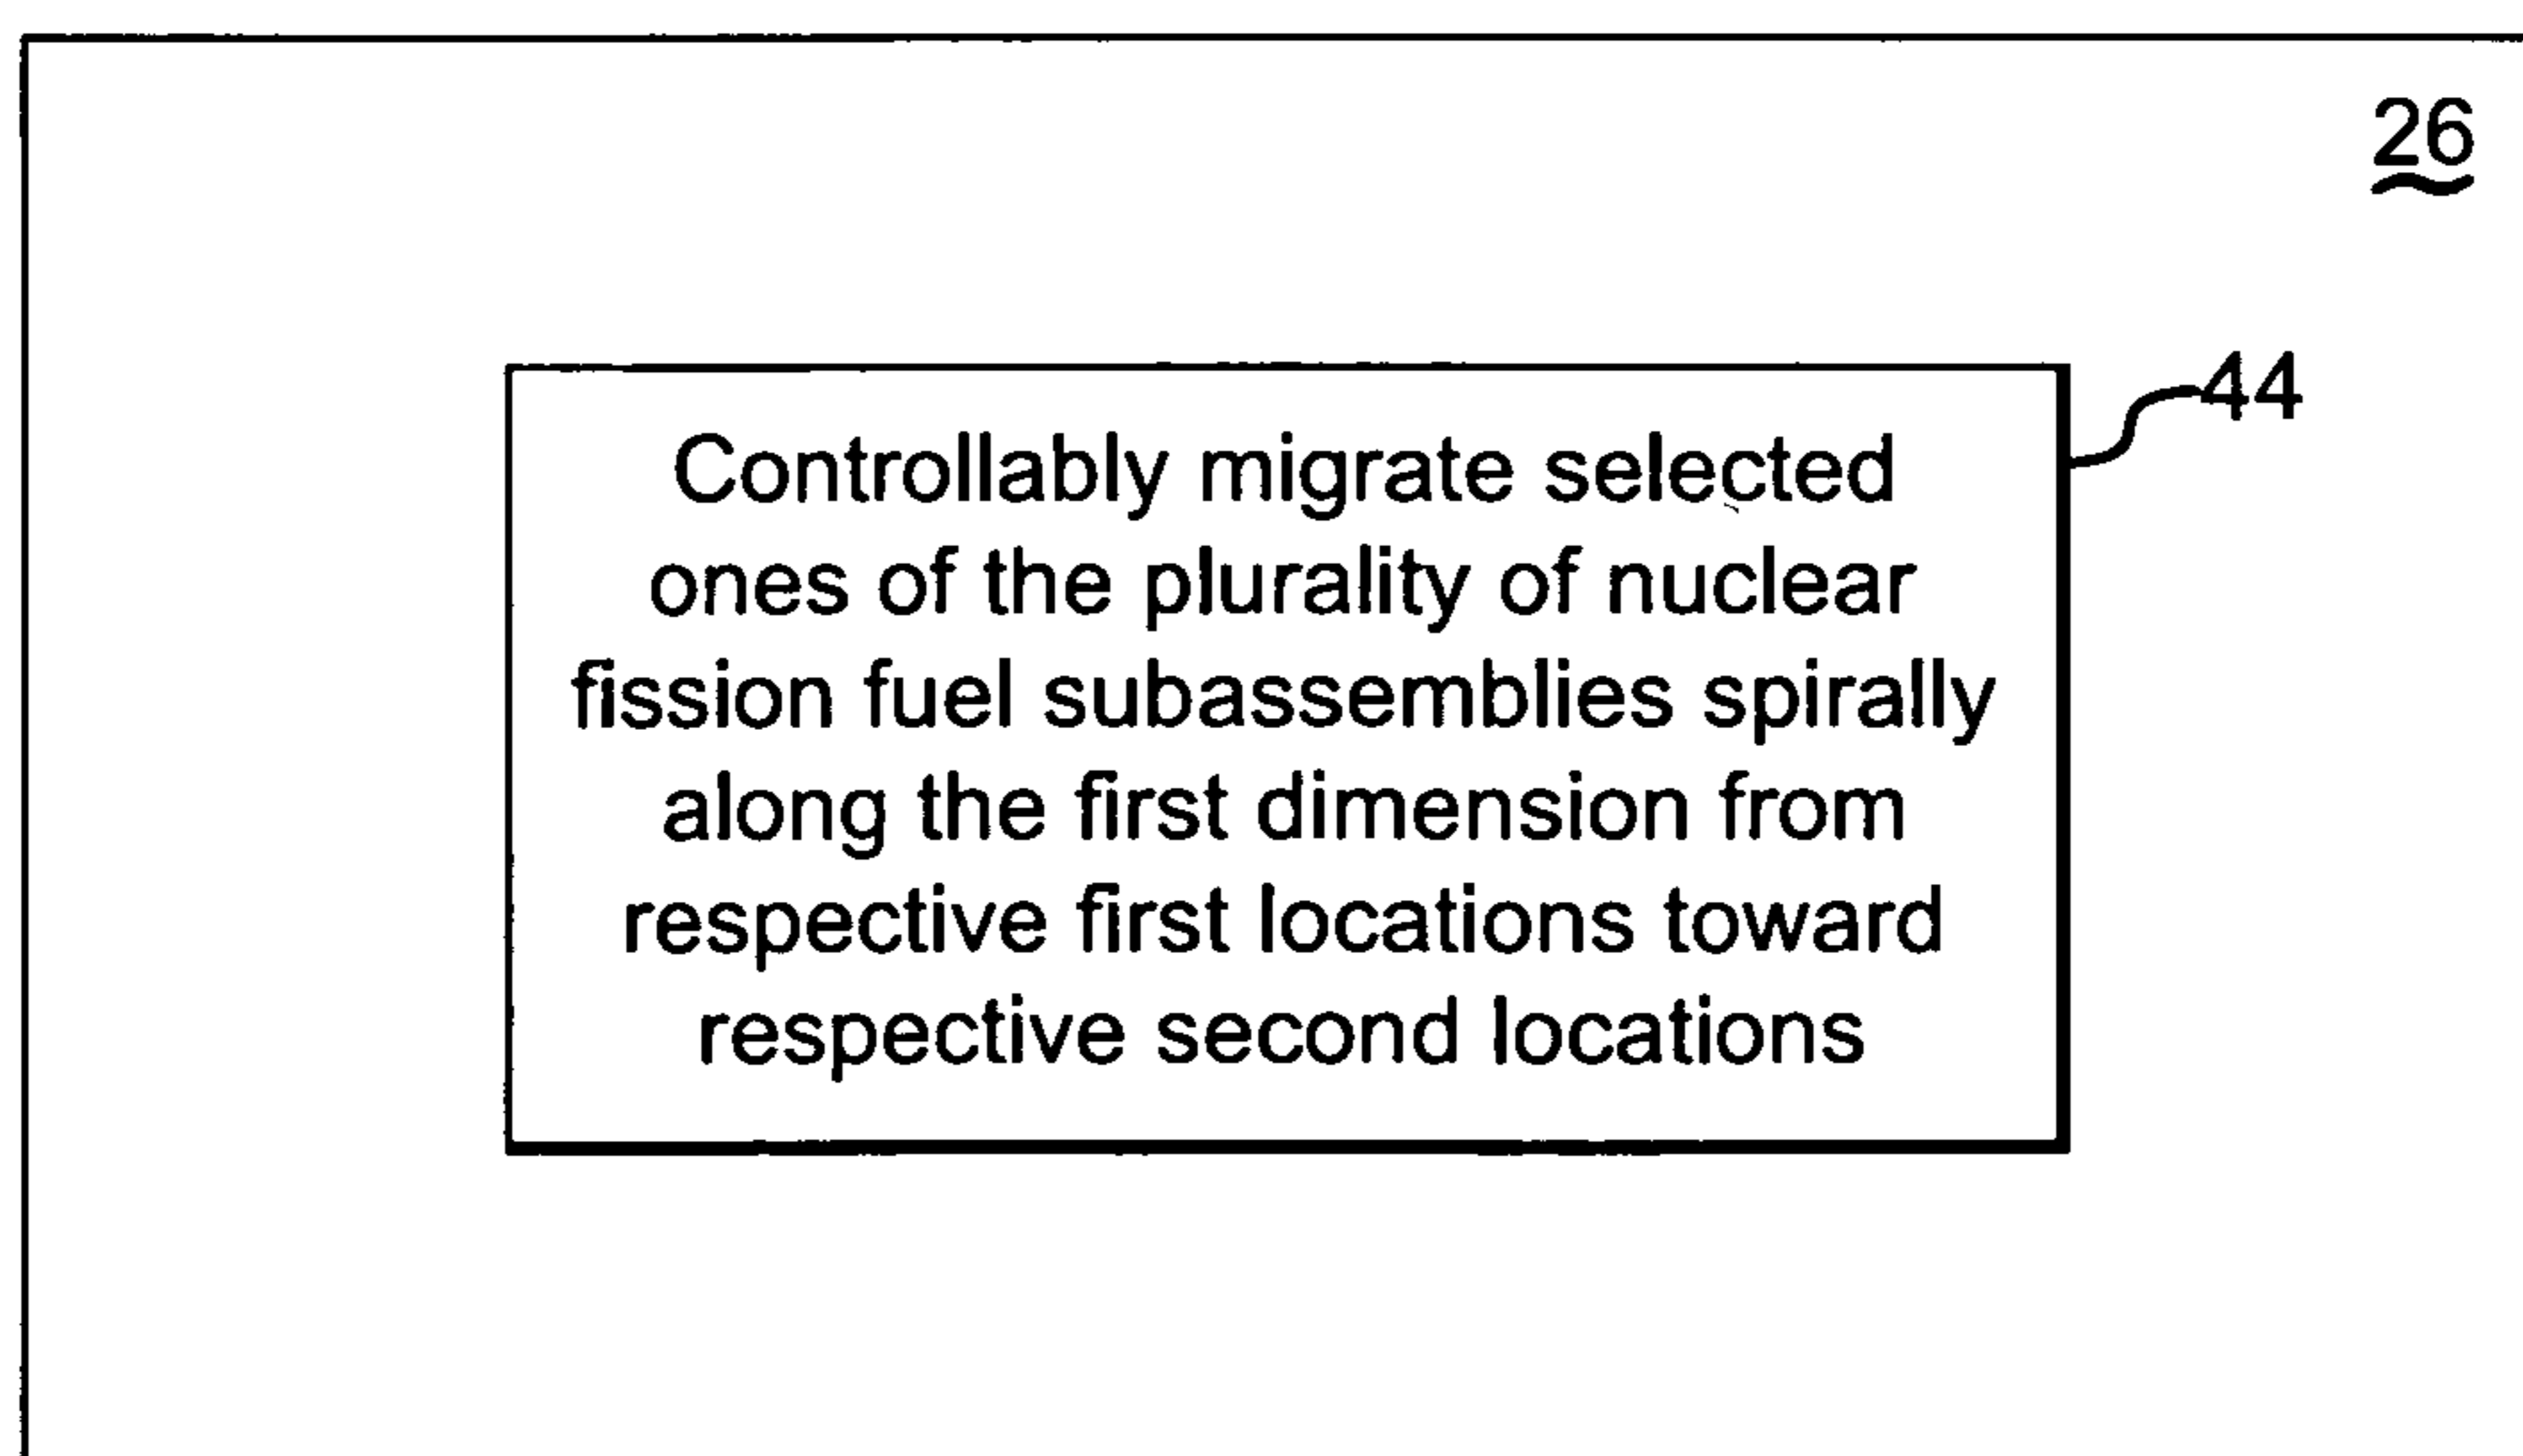 26
44
Controllably migrate selected
ones of the plurality of nuclear
fission fuel subassemblies spirally
along the first dimension from
respective first locations toward
respective second locations